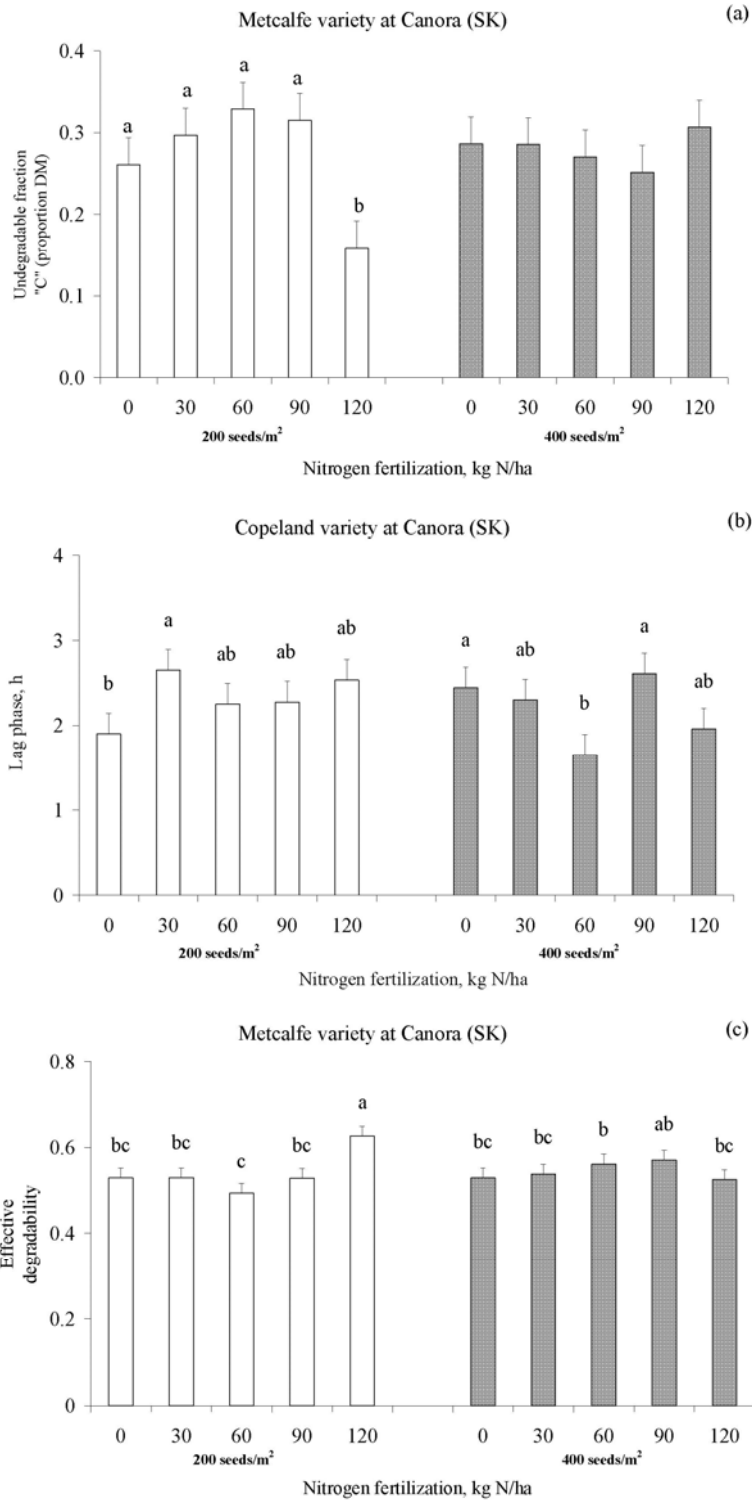 Metcalfe variety at Canora (SK)
(a)
0.4
0.3
0.2
0.1
0.0
Undegradable fraction
"C" (proportion DM)
a a a a b
0 30 60 90 120 0 30 60 90 120
200 seeds/m² 400 seeds/m²
Nitrogen fertilization, kg N/ha
Copeland variety at Canora (SK)
(b)
4
3
2
1
0
Lag phase, h
b a ab ab ab a ab b a ab
0 30 60 90 120 0 30 60 90 120
200 seeds/m² 400 seeds/m²
Nitrogen fertilization, kg N/ha
Metcalfe variety at Canora (SK)
(c)
0.8
0.6
0.4
0.2
0
Effective
degradability
bc bc c bc a bc bc b ab bc
0 30 60 90 120 0 30 60 90 120
200 seeds/m² 400 seeds/m²
Nitrogen fertilization, kg N/ha